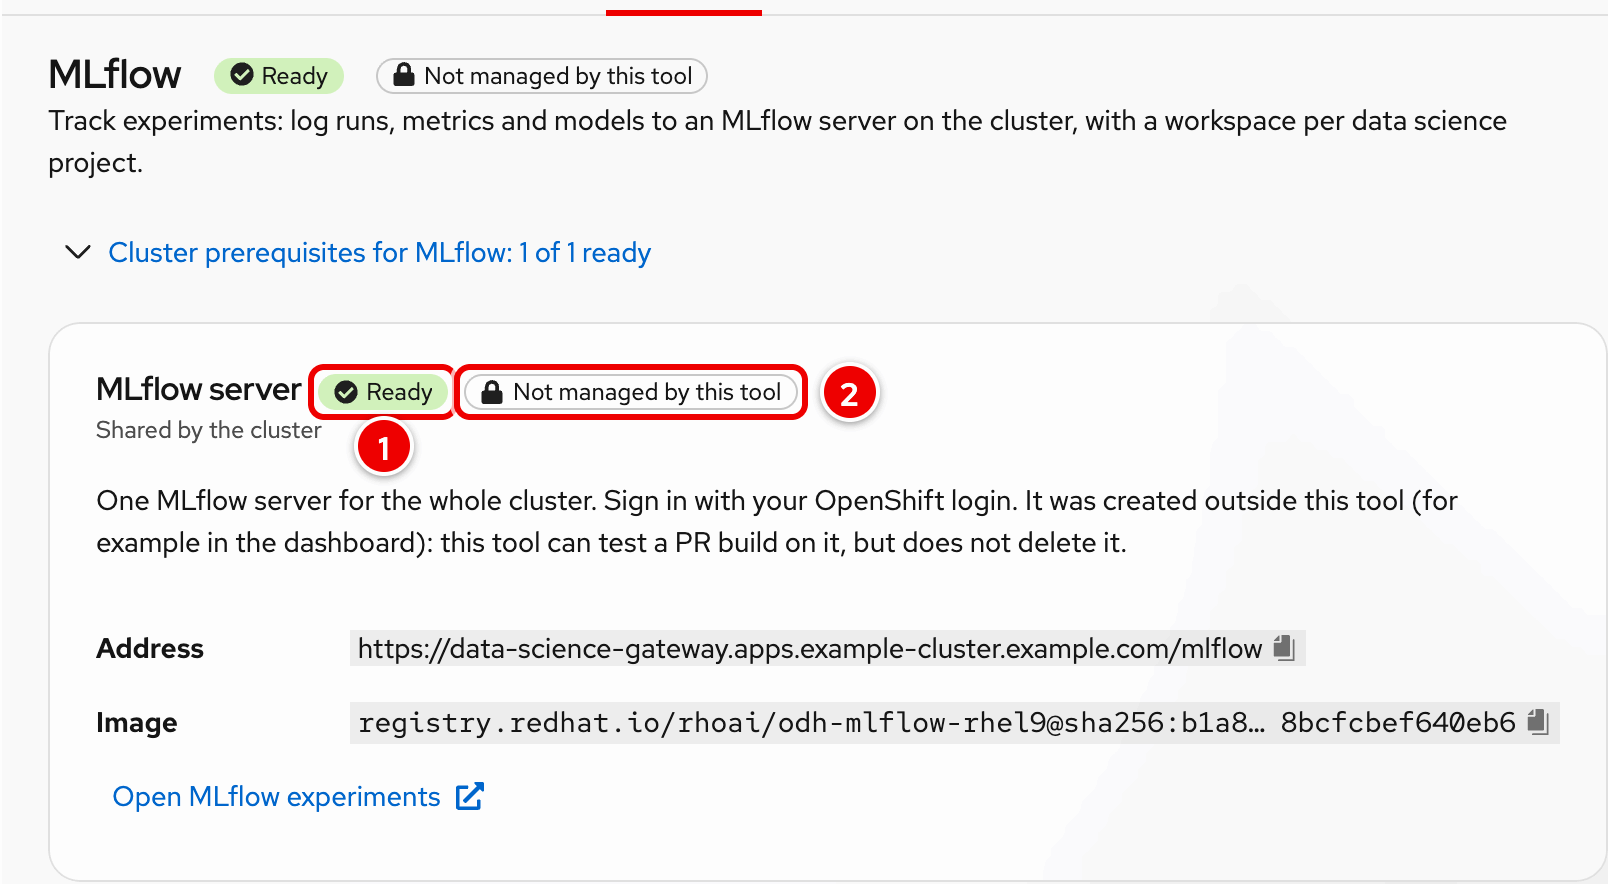 MLflow Ready Not managed by this tool
Track experiments: log runs, metrics and models to an MLflow server on the cluster, with a workspace per data science
project.
Cluster prerequisites for MLflow: 1 of 1 ready
MLflow server Ready Not managed by this tool 2
Shared by the cluster
1
One MLflow server for the whole cluster. Sign in with your OpenShift login. It was created outside this tool (for
example in the dashboard): this tool can test a PR build on it, but does not delete it.
Address https://data-science-gateway.apps.example-cluster.example.com/mlflow
Image registry.redhat.io/rhoai/odh-mlflow-rhel9@sha256:b1a8… 8bcfcbef640eb6
Open MLflow experiments